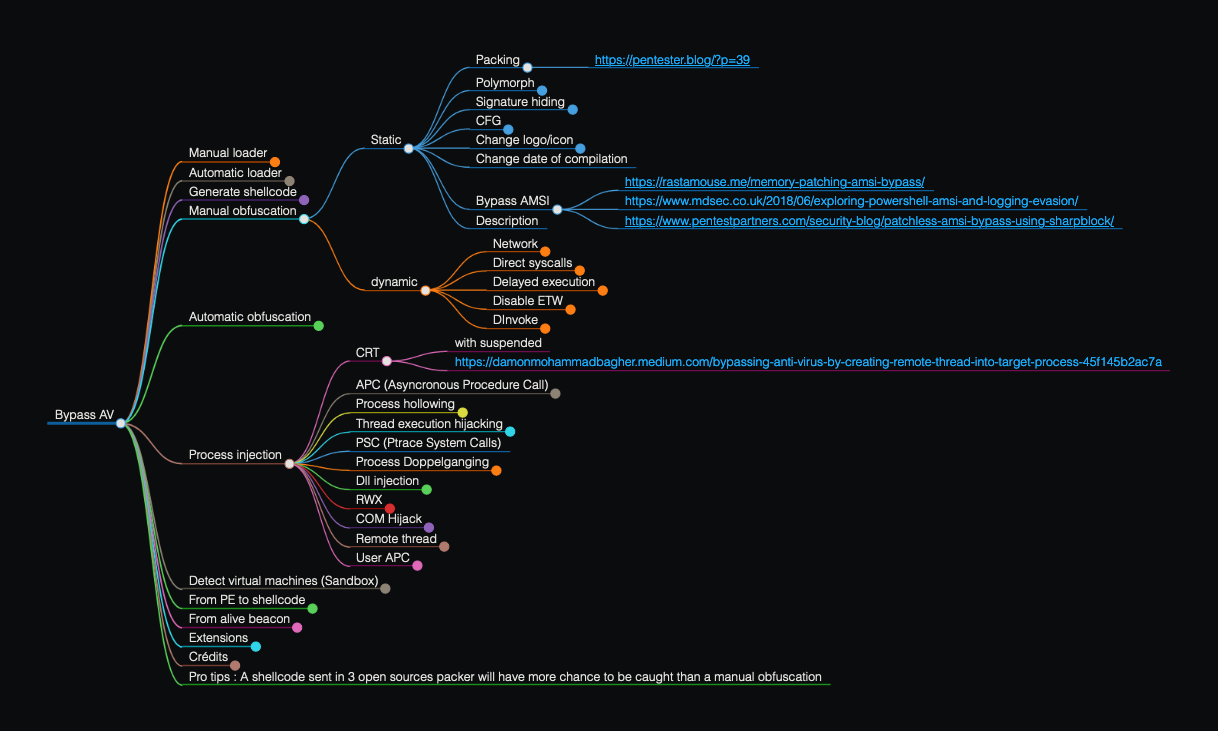 Bypass AV
Manual loader
Automatic loader
Generate shellcode
Manual obfuscation
Static
Packing
https://pentester.blog/?p=39
Polymorph
Signature hiding
CFG
Change logo/icon
Change date of compilation
Bypass AMSI
https://rastamouse.me/memory-patching-amsi-bypass/
https://www.mdsec.co.uk/2018/06/exploring-powershell-amsi-and-logging-evasion/
https://www.pentestpartners.com/security-blog/patchless-amsi-bypass-using-sharpblock/
Description
dynamic
Network
Direct syscalls
Delayed execution
Disable ETW
DInvoke
Automatic obfuscation
Process injection
CRT
with suspended
https://damonmohammadbagher.medium.com/bypassing-anti-virus-by-creating-remote-thread-into-target-process-45f145b2ac7a
APC (Asyncronous Procedure Call)
Process hollowing
Thread execution hijacking
PSC (Ptrace System Calls)
Process Doppelganging
Dll injection
RWX
COM Hijack
Remote thread
User APC
Detect virtual machines (Sandbox)
From PE to shellcode
From alive beacon
Extensions
Crédits
Pro tips : A shellcode sent in 3 open sources packer will have more chance to be caught than a manual obfuscation